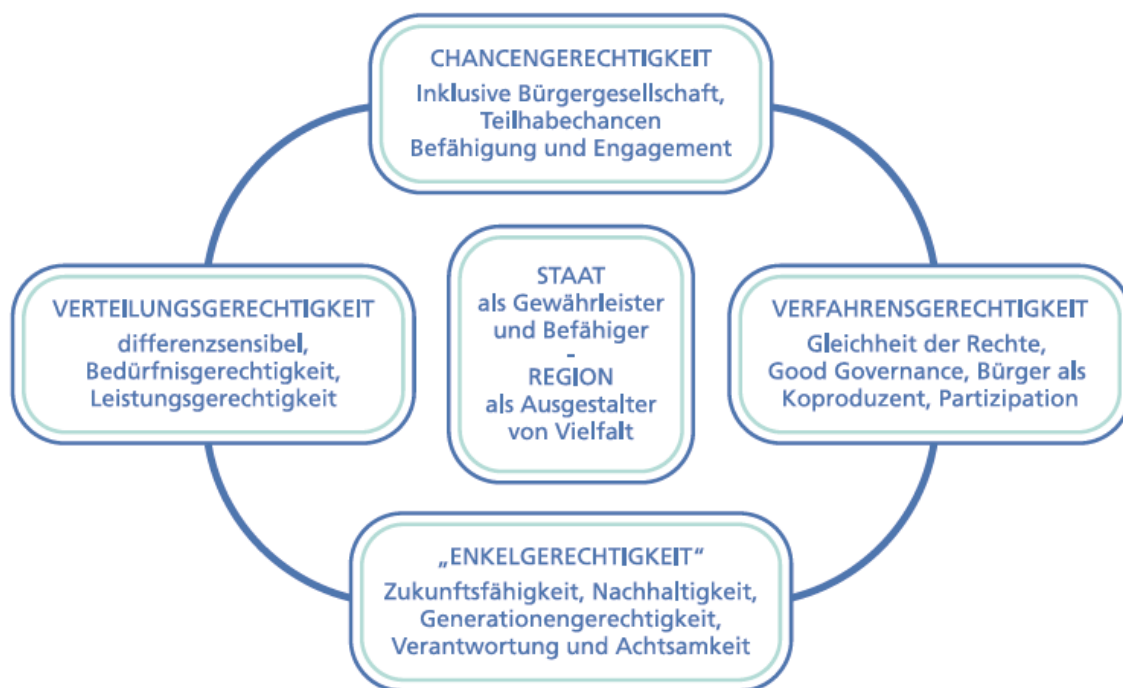 CHANCENGERECHTIGKEIT
Inklusive Bürgergesellschaft,
Teilhabechancen
Befähigung und Engagement
VERTEILUNGSGERECHTIGKEIT
differenzsensibel,
Bedürfnisgerechtigkeit,
Leistungsgerechtigkeit
STAAT
als Gewährleister
und Befähiger
-
REGION
als Ausgestalter
von Vielfalt
VERFAHRENSGERECHTIGKEIT
Gleichheit der Rechte,
Good Governance, Bürger als
Koproduzent, Partizipation
„ENKELGERECHTIGKEIT“
Zukunftsfähigkeit, Nachhaltigkeit,
Generationengerechtigkeit,
Verantwortung und Achtsamkeit